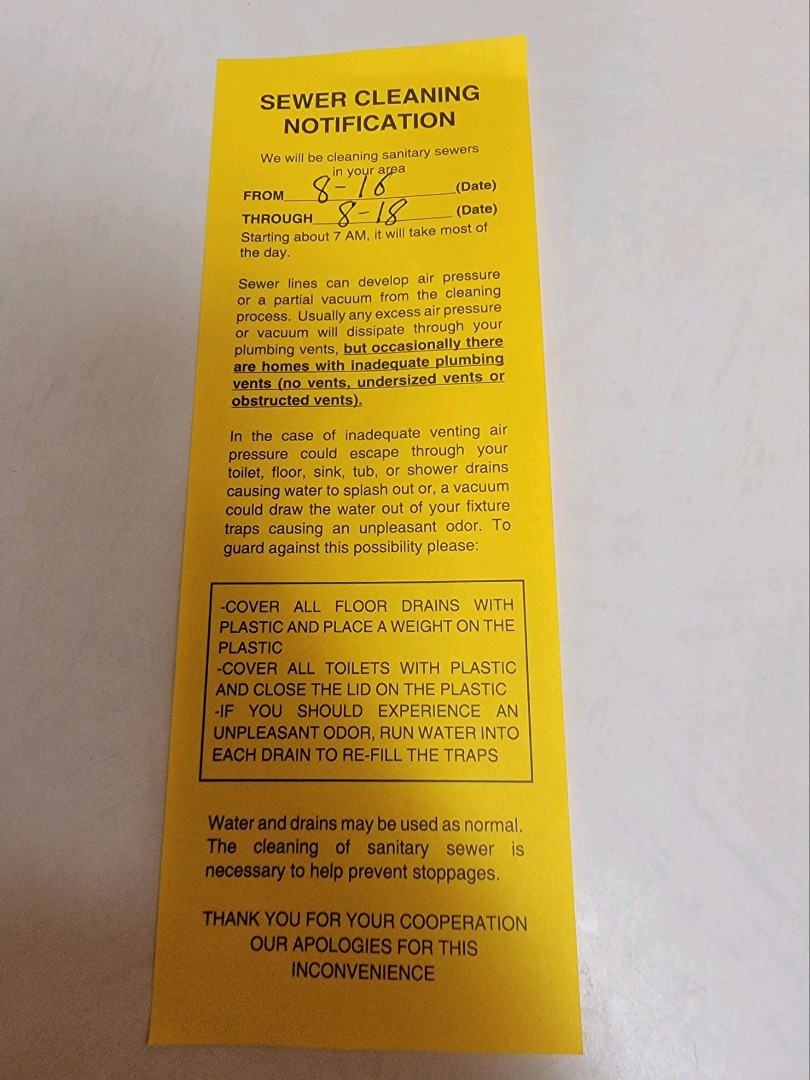 SEWER CLEANING
NOTIFICATION
We will be cleaning sanitary sewers
in your area
FROM 8-16 (Date)
THROUGH 8-18 (Date)
Starting about 7 AM, it will take most of
the day.
Sewer lines can develop air pressure
or a partial vacuum from the cleaning
process. Usually any excess air pressure
or vacuum will dissipate through your
plumbing vents, but occasionally there
are homes with inadequate plumbing
vents (no vents, undersized vents or
obstructed vents).
In the case of inadequate venting air
pressure could escape through your
toilet, floor, sink, tub, or shower drains
causing water to splash out or, a vacuum
could draw the water out of your fixture
traps causing an unpleasant odor. To
guard against this possibility please:
-COVER ALL FLOOR DRAINS WITH
PLASTIC AND PLACE A WEIGHT ON THE
PLASTIC
-COVER ALL TOILETS WITH PLASTIC
AND CLOSE THE LID ON THE PLASTIC
-IF YOU SHOULD EXPERIENCE AN
UNPLEASANT ODOR, RUN WATER INTO
EACH DRAIN TO RE-FILL THE TRAPS
Water and drains may be used as normal.
The cleaning of sanitary sewer is
necessary to help prevent stoppages.
THANK YOU FOR YOUR COOPERATION
OUR APOLOGIES FOR THIS
INCONVENIENCE